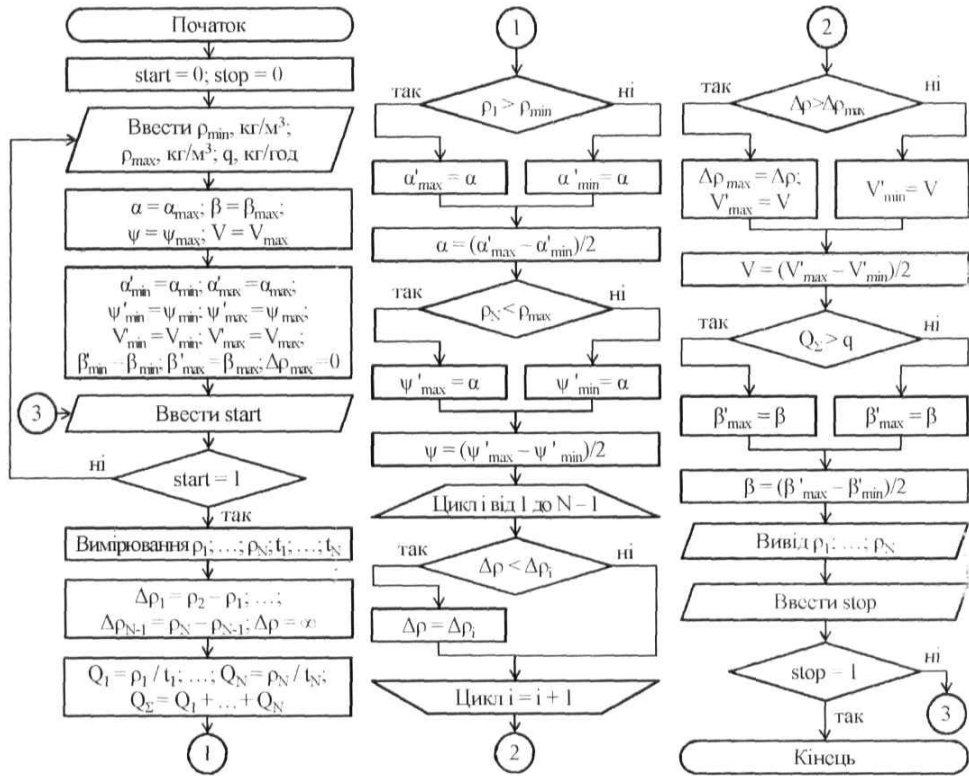 Початок
start = 0; stop = 0
Ввести ρmin, кг/м³;
ρmax, кг/м³; q, кг/год
α = αmax; β = βmax;
ψ = ψmax; V = Vmax
α'min = αmin; α'max = αmax;
ψ'min = ψmin; ψ'max = ψmax;
V'min = Vmin; V'max = Vmax;
β'min = βmin; β'max = βmax; Δρmax = 0
3
Ввести start
ні
start = 1
так
Вимірювання ρ1; …; ρN; t1, …; tN
Δρ1 = ρ2 – ρ1; …;
ΔρN-1 = ρN – ρN-1; Δρ = ∞
Q1 = ρ1 / t1; …; QN = ρN / tN;
QΣ = Q1 + … + QN
1
1
так
ні
ρ1 > ρmin
α'max = α
α'min = α
α = (α'max – α'min)/2
так
ні
ρN < ρmax
ψ'max = α
ψ'min = α
ψ = (ψ'max – ψ'min)/2
Цикл i від 1 до N – 1
так
ні
Δρ < Δρi
Δρ = Δρi
Цикл i = i + 1
2
2
так
ні
Δρ > Δρmax
Δρmax = Δρ;
V'max = V
V'min = V
V = (V'max – V'min)/2
так
ні
QΣ > q
β'max = β
β'max = β
β = (β'max – β'min)/2
Вивід ρ1; …; ρN
Ввести stop
stop = 1
ні
3
так
Кінець